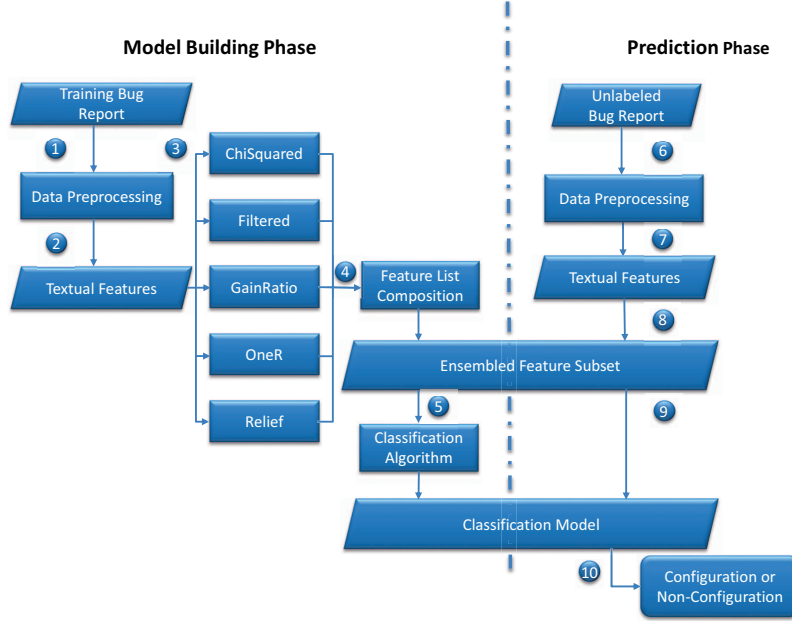 Model Building Phase
Prediction Phase
Training Bug
Report
1
3
Data Preprocessing
2
Textual Features
ChiSquared
Filtered
GainRatio
OneR
Relief
4
Feature List
Composition
Unlabeled
Bug Report
6
Data Preprocessing
7
Textual Features
8
Ensembled Feature Subset
5
9
Classification
Algorithm
Classification Model
10
Configuration or
Non-Configuration